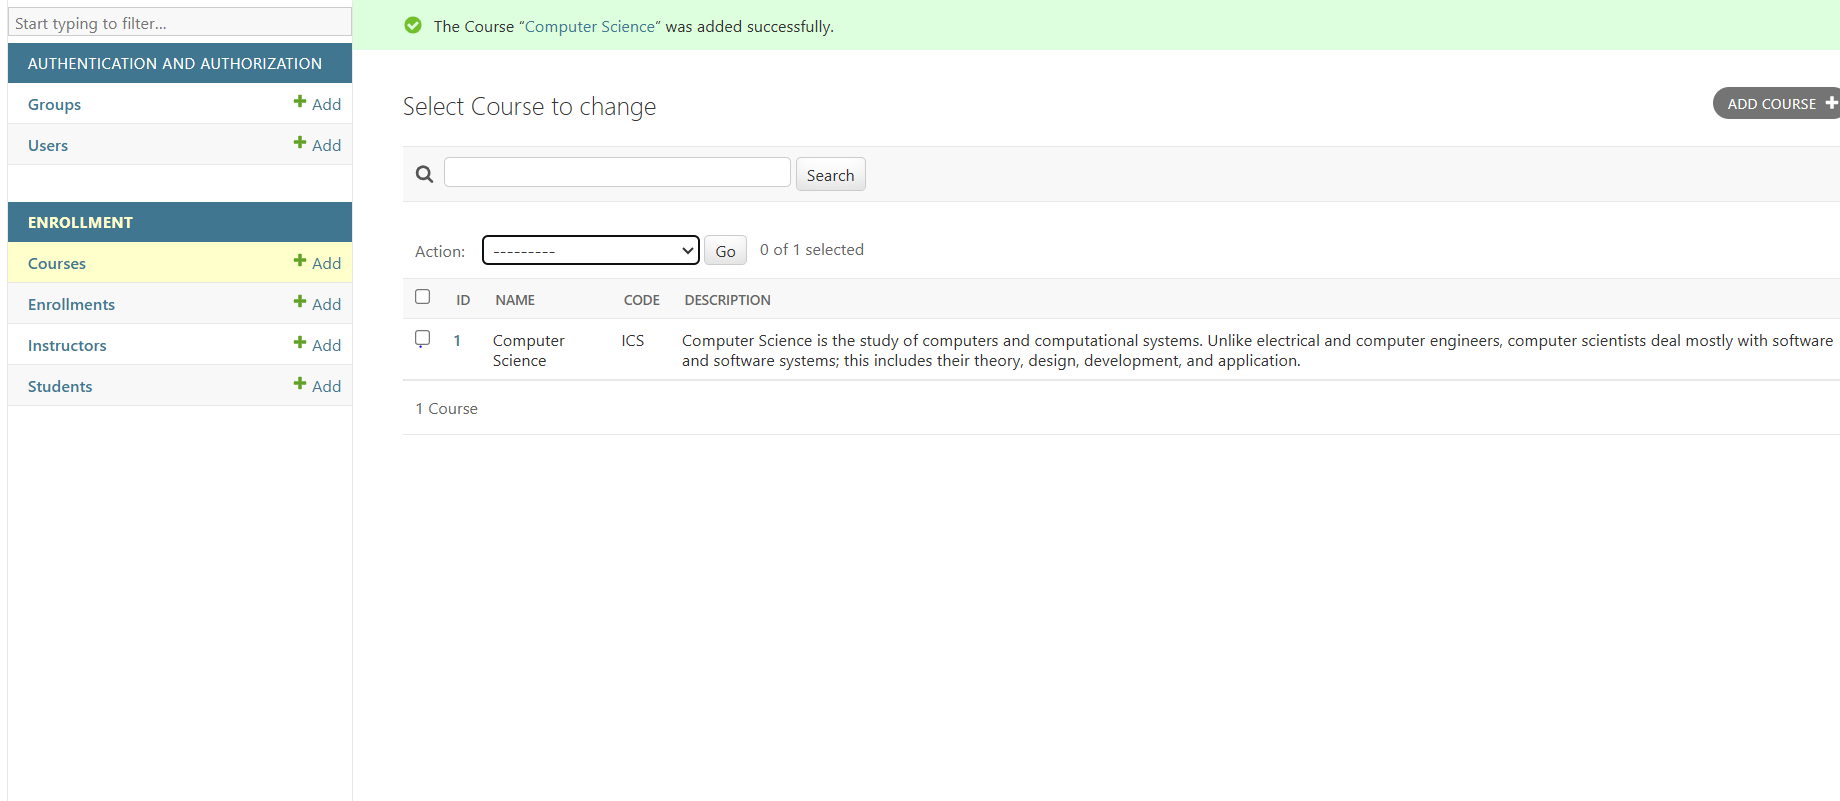 Start typing to filter...
AUTHENTICATION AND AUTHORIZATION
Groups Add
Users Add
ENROLLMENT
Courses Add
Enrollments Add
Instructors Add
Students Add
The Course “Computer Science” was added successfully.
Select Course to change
ADD COURSE
Search
Action: --------- Go 0 of 1 selected
ID NAME CODE DESCRIPTION
1 Computer Science ICS Computer Science is the study of computers and computational systems. Unlike electrical and computer engineers, computer scientists deal mostly with software
and software systems; this includes their theory, design, development, and application.
1 Course